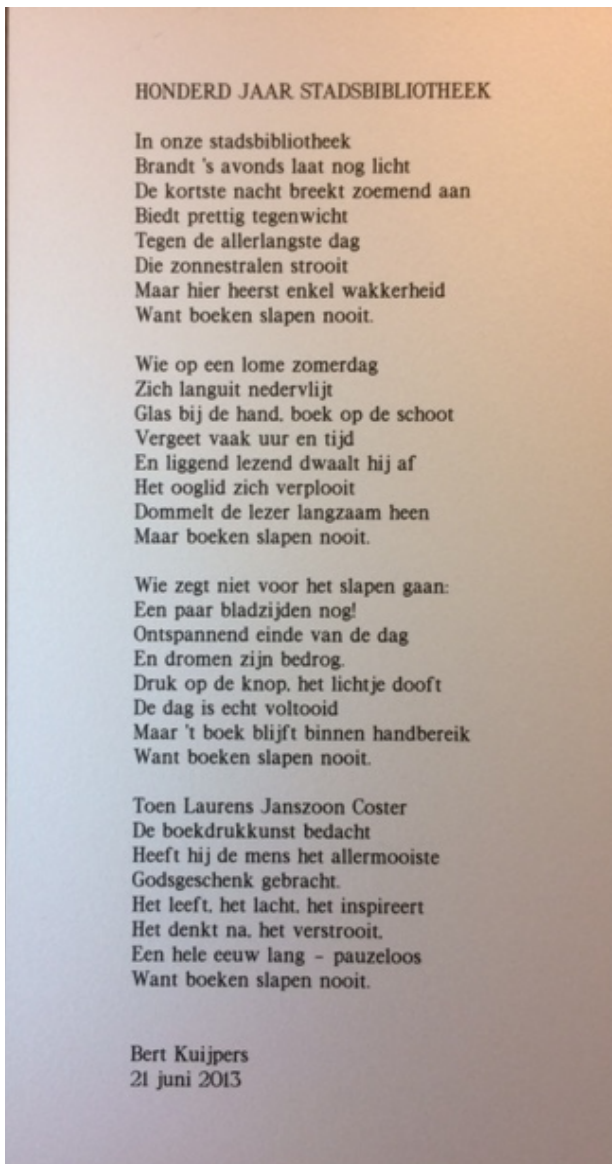 HONDERD JAAR STADSBIBLIOTHEEK
In onze stadsbibliotheek
Brandt 's avonds laat nog licht
De kortste nacht breekt zoemend aan
Biedt prettig tegenwicht
Tegen de allerlangste dag
Die zonnestralen strooit
Maar hier heerst enkel wakkerheid
Want boeken slapen nooit.
Wie op een lome zomerdag
Zich languit nedervlijt
Glas bij de hand, boek op de schoot
Vergeet vaak uur en tijd
En liggend lezend dwaalt hij af
Het ooglid zich verplooit
Dommelt de lezer langzaam heen
Maar boeken slapen nooit.
Wie zegt niet voor het slapen gaan:
Een paar bladzijden nog!
Ontspannend einde van de dag
En dromen zijn bedrog.
Druk op de knop, het lichtje dooft
De dag is echt voltooid
Maar 't boek blijft binnen handbereik
Want boeken slapen nooit.
Toen Laurens Janszoon Coster
De boekdrukkunst bedacht
Heeft hij de mens het allermooiste
Godsgeschenk gebracht.
Het leeft, het lacht, het inspireert
Het denkt na, het verstrooit,
Een hele eeuw lang - pauzeloos
Want boeken slapen nooit.
Bert Kuijpers
21 juni 2013